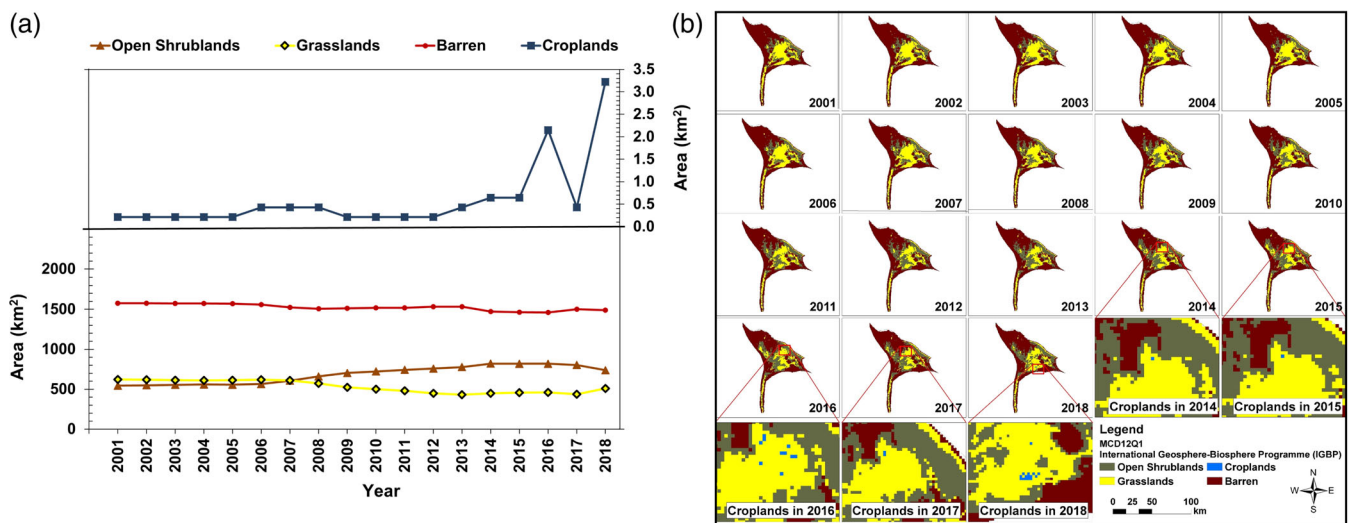 (a)
Open Shrublands Grasslands Barren Croplands
3.5
3.0
2.5
2.0
1.5
1.0
0.5
0.0
Area (km²)
2000
1500
1000
500
0
Area (km²)
2001 2002 2003 2004 2005 2006 2007 2008 2009 2010 2011 2012 2013 2014 2015 2016 2017 2018
Year
(b)
2001 2002 2003 2004 2005
2006 2007 2008 2009 2010
2011 2012 2013 2014 2015
2016 2017 2018 Croplands in 2014 Croplands in 2015
Croplands in 2016 Croplands in 2017 Croplands in 2018
Legend
MCD12Q1
International Geosphere-Biosphere Programme (IGBP)
Open Shrublands Croplands
Grasslands Barren
0 25 50 100
km
N
W E
S